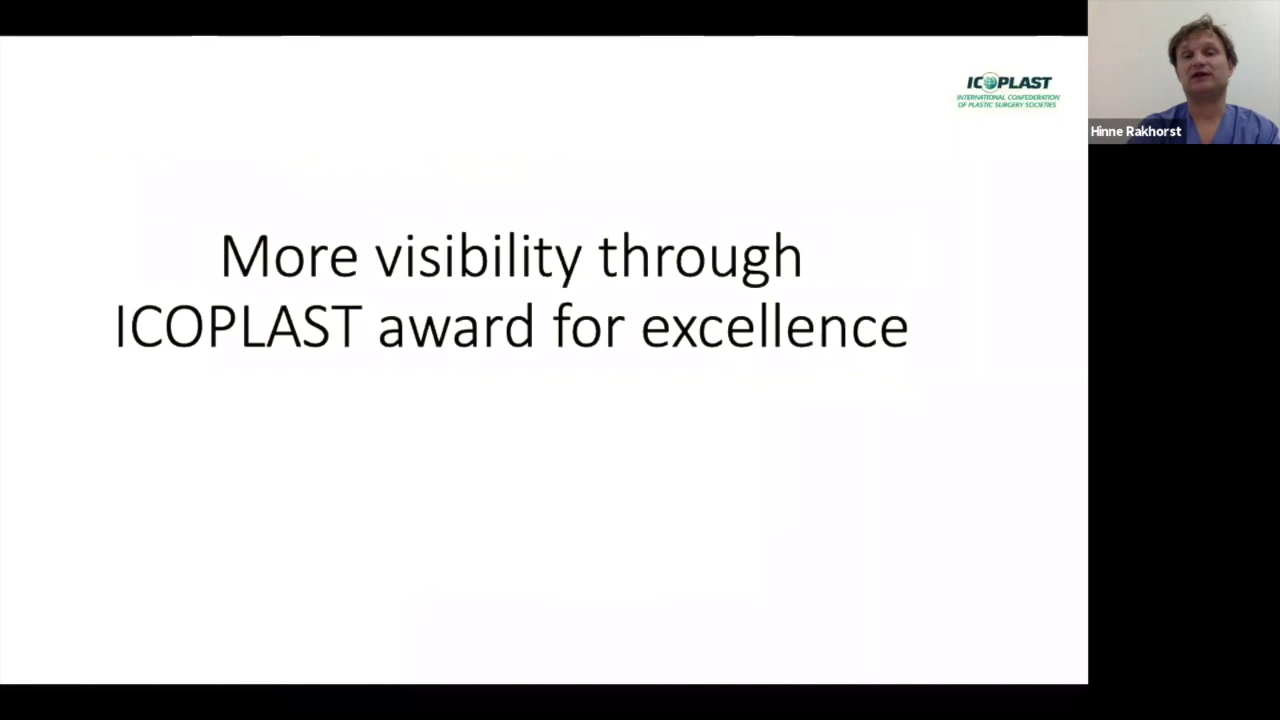 ICOPLAST
INTERNATIONAL CONFEDERATION
OF PLASTIC SURGERY SOCIETIES
Hinne Rakhorst
More visibility through
ICOPLAST award for excellence